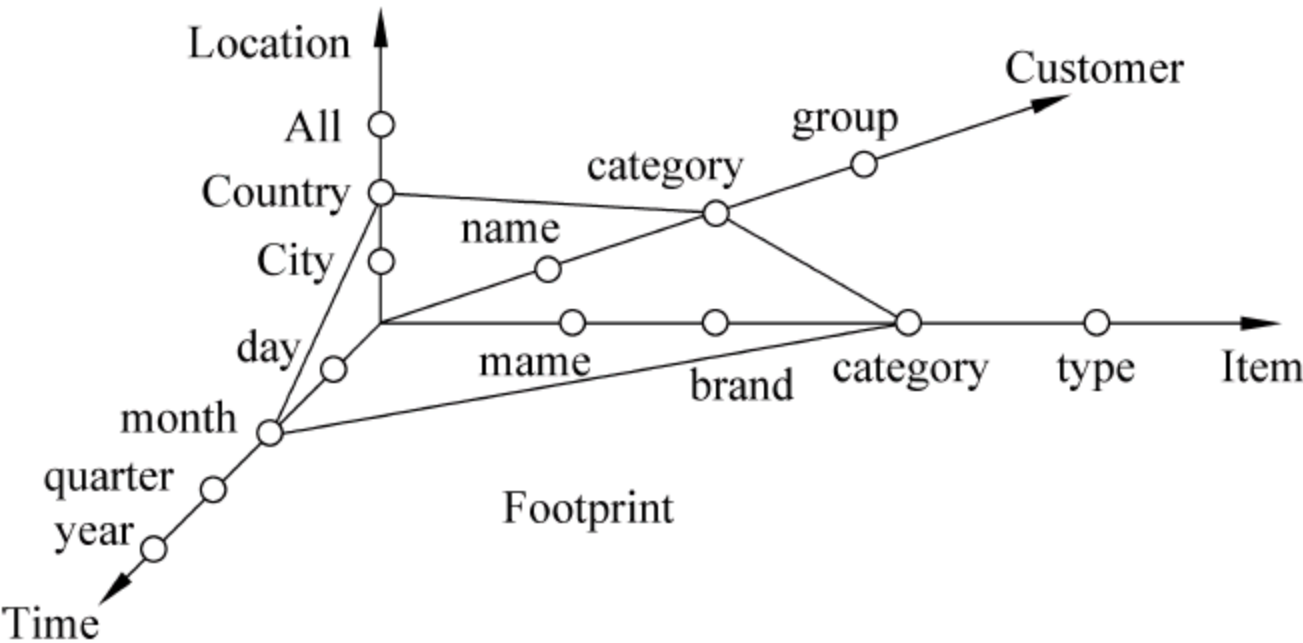 Location
Customer
All
group
category
Country
name
City
day
mame
brand
category
type
Item
month
quarter
Footprint
year
Time